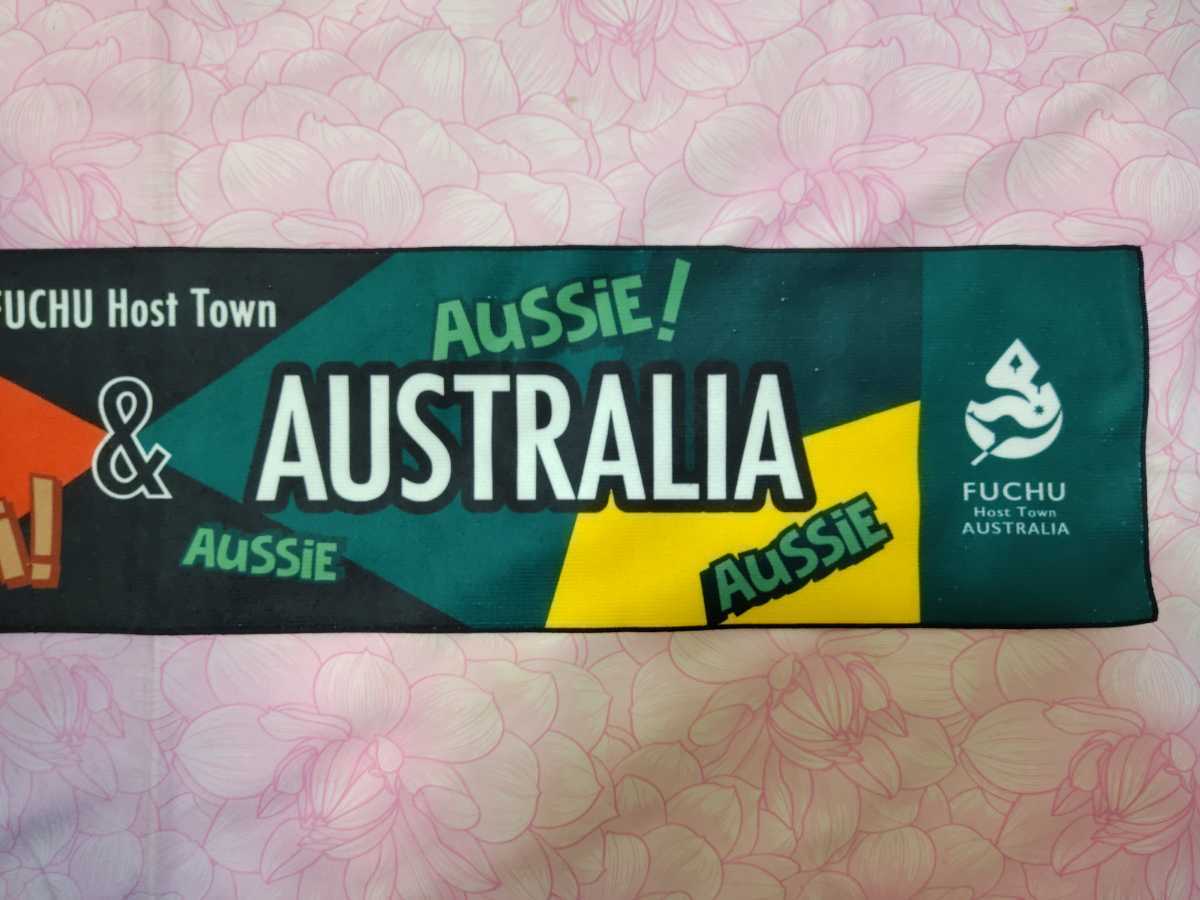 FUCHU Host Town
AUSSiE!
& AUSTRALIA
AUSSiE
AUSSiE
FUCHU
Host Town
AUSTRALIA